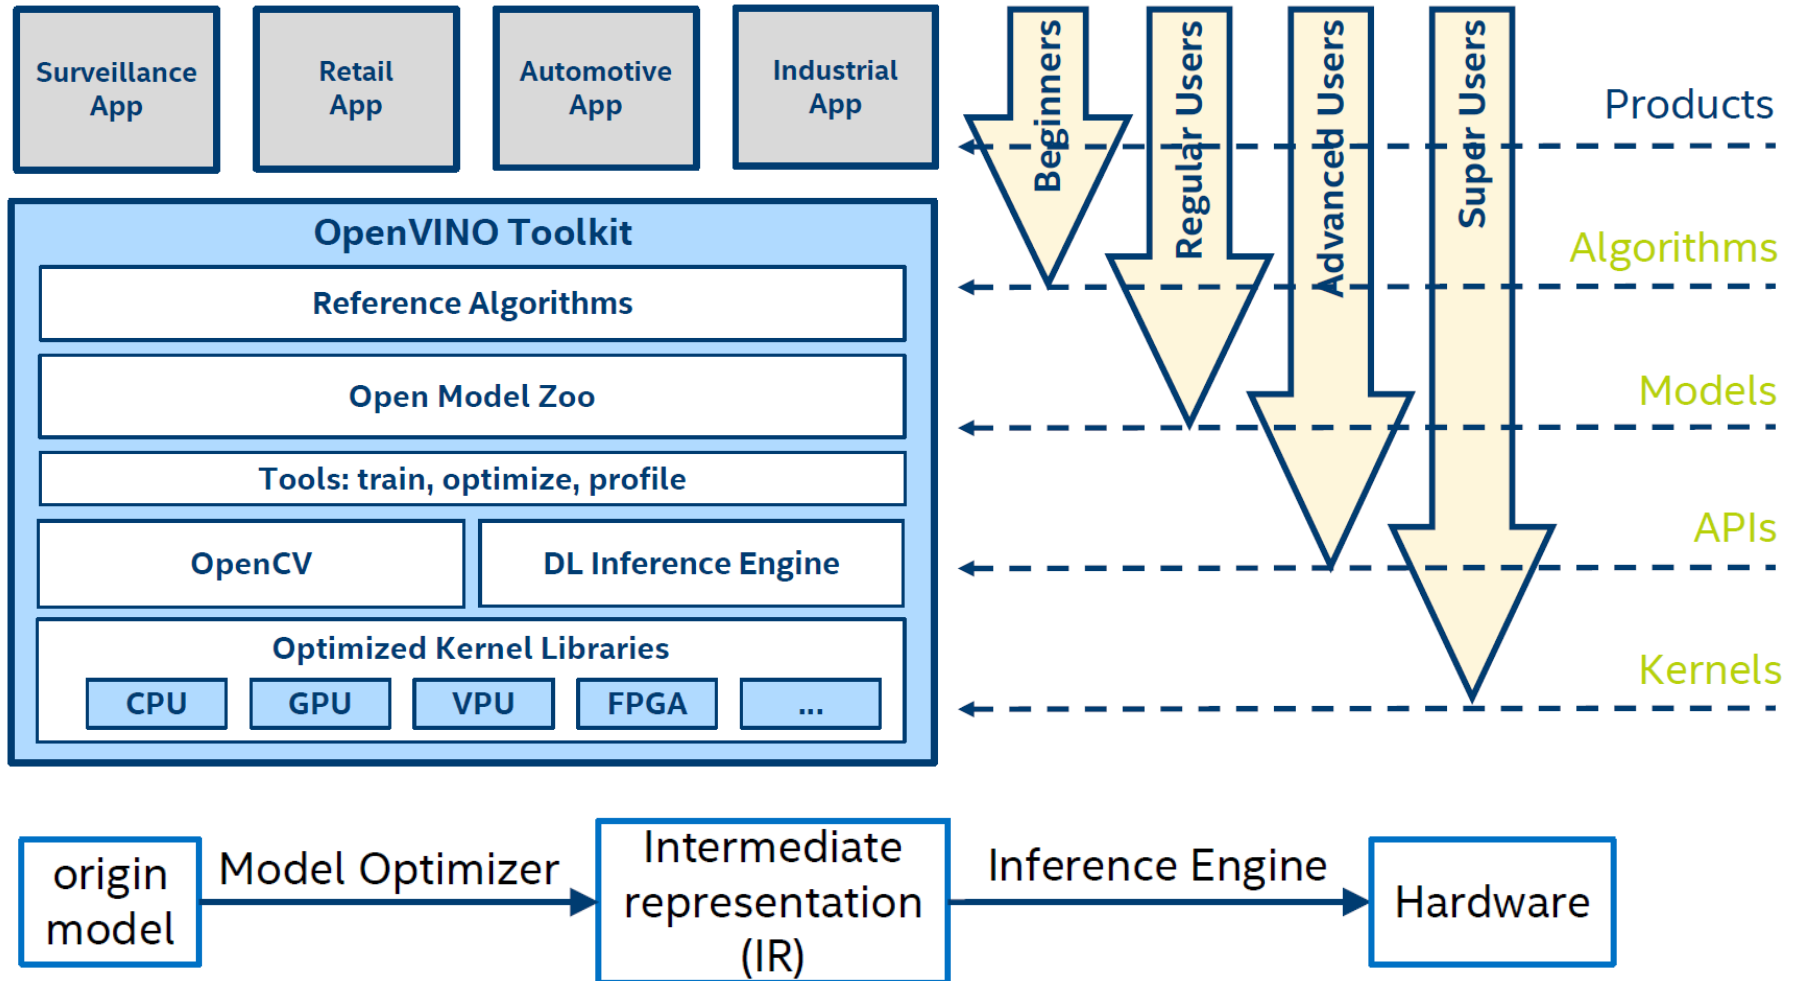 Surveillance
App
Retail
App
Automotive
App
Industrial
App
Beginners
Regular Users
Advanced Users
Super Users
Products
Algorithms
Models
APIs
Kernels
OpenVINO Toolkit
Reference Algorithms
Open Model Zoo
Tools: train, optimize, profile
OpenCV
DL Inference Engine
Optimized Kernel Libraries
CPU
GPU
VPU
FPGA
...
origin
model
Model Optimizer
Intermediate
representation
(IR)
Inference Engine
Hardware